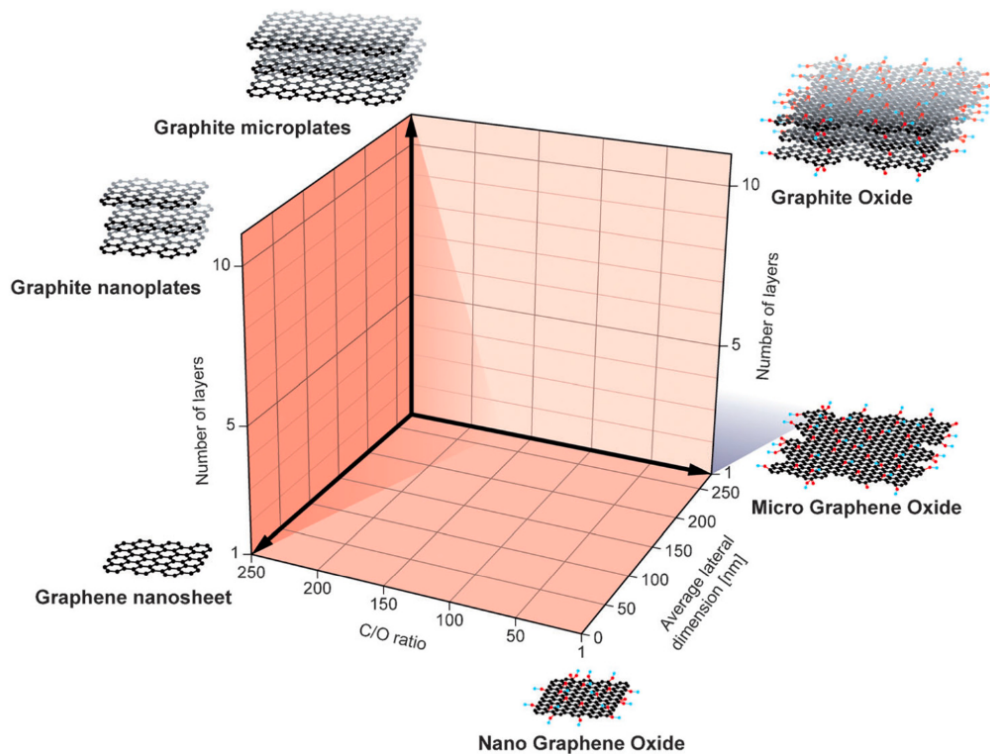 Graphite microplates
Graphite Oxide
Graphite nanoplates
10
5
1
Number of layers
10
5
1
Number of layers
Micro Graphene Oxide
Graphene nanosheet
250
200
150
100
50
1
C/O ratio
250
200
150
100
50
0
Average lateral
dimension [nm]
Nano Graphene Oxide